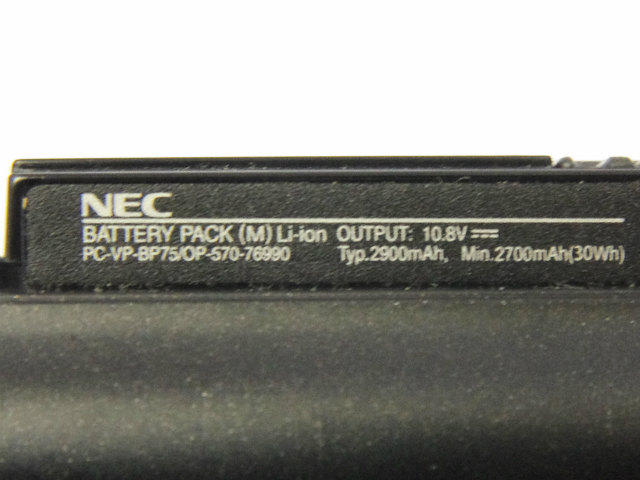 NEC
BATTERY PACK (M) Li-ion OUTPUT: 10.8V ⎓
PC-VP-BP75/OP-570-76990 Typ.2900mAh, Min.2700mAh(30Wh)